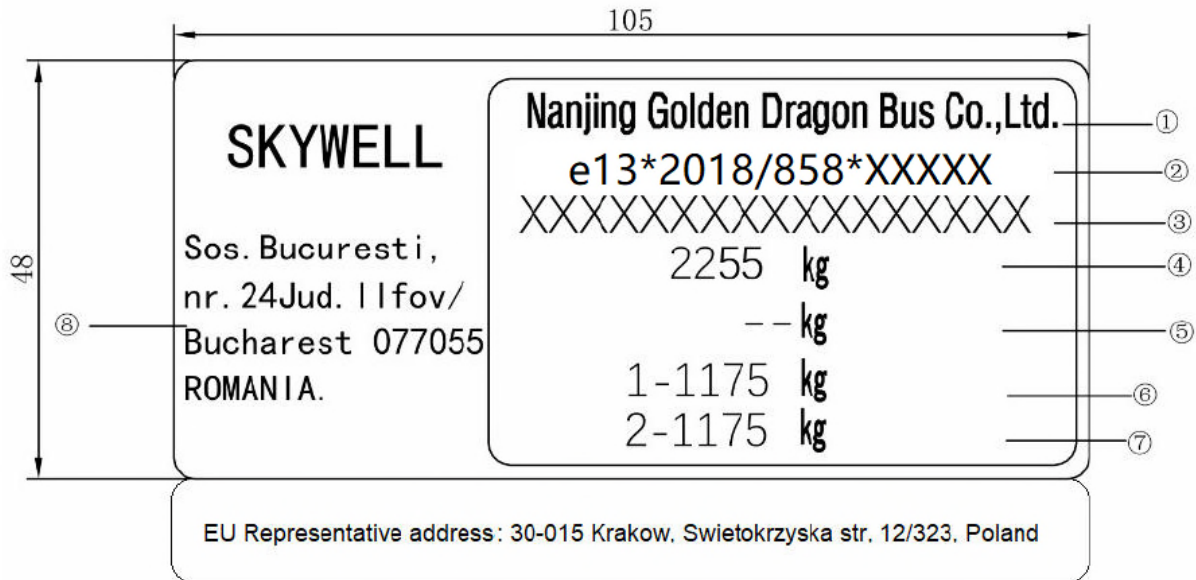 105
48
SKYWELL
Sos.Bucuresti,
nr.24Jud.Ilfov/
Bucharest 077055
ROMANIA.
⑧
Nanjing Golden Dragon Bus Co.,Ltd.
①
e13*2018/858*XXXXX
②
XXXXXXXXXXXXXXXXX
③
2255 kg
④
--kg
⑤
1-1175 kg
⑥
2-1175 kg
⑦
EU Representative address: 30-015 Krakow, Swietokrzyska str, 12/323, Poland